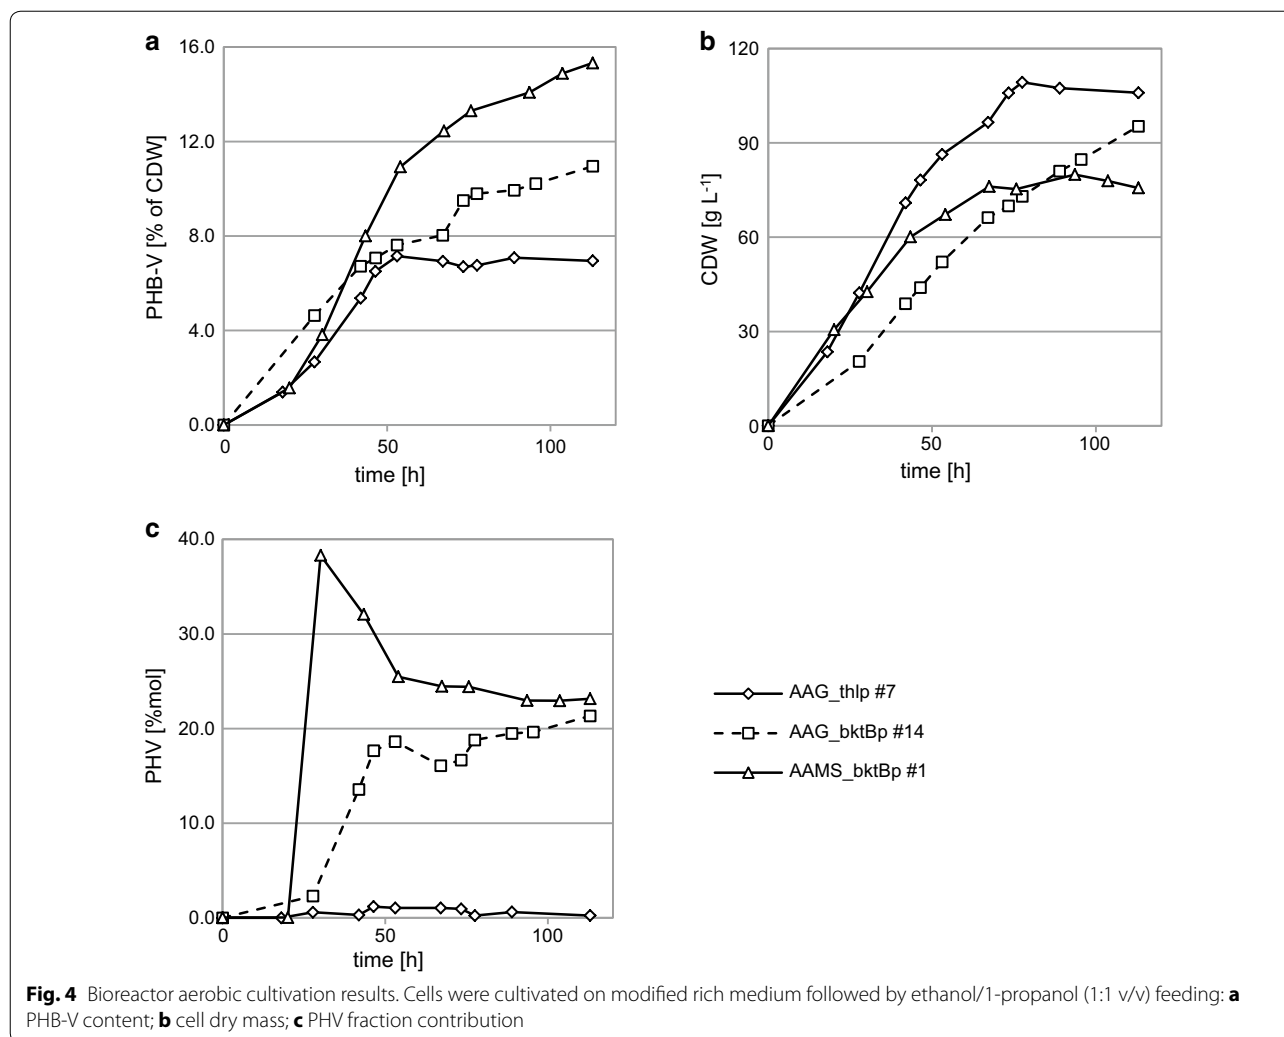 a
16.0
12.0
8.0
4.0
0.0
0
50
100
PHB-V [% of CDW]
time [h]
b
120
90
60
30
0
0
50
100
CDW [g L-1]
time [h]
c
40.0
30.0
20.0
10.0
0.0
0
50
100
PHV [%mol]
time [h]
AAG_thlp #7
AAG_bktBp #14
AAMS_bktBp #1
Fig. 4 Bioreactor aerobic cultivation results. Cells were cultivated on modified rich medium followed by ethanol/1-propanol (1:1 v/v) feeding: a
PHB-V content; b cell dry mass; c PHV fraction contribution